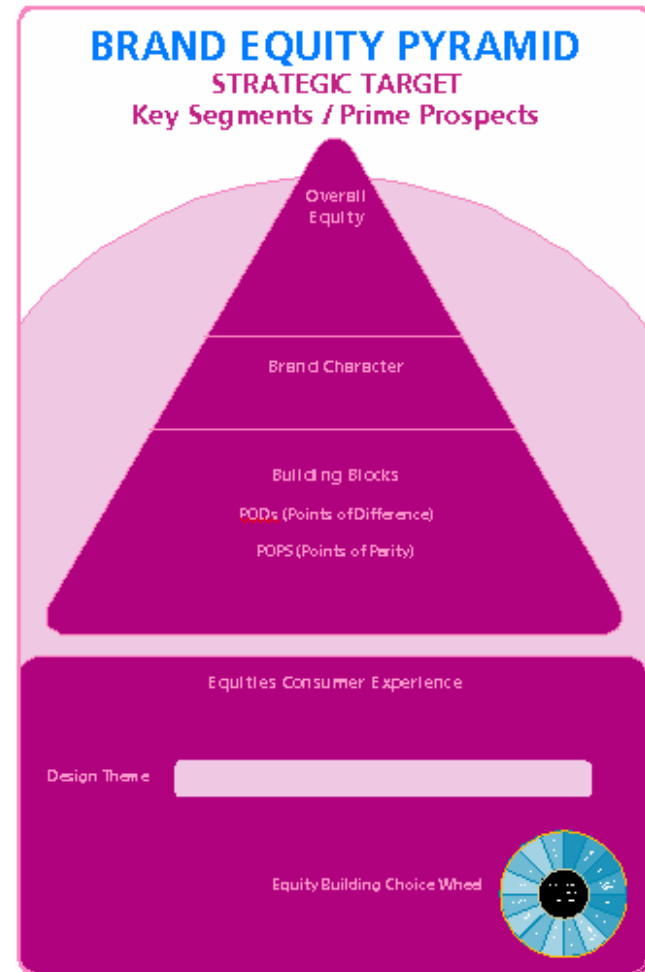 BRAND EQUITY PYRAMID
STRATEGIC TARGET
Key Segments / Prime Prospects
Overall
Equity
Brand Character
Building Blocks
PODs (Points of Difference)
POPS (Points of Parity)
Equities Consumer Experience
Design Theme
Equity Building Choice Wheel